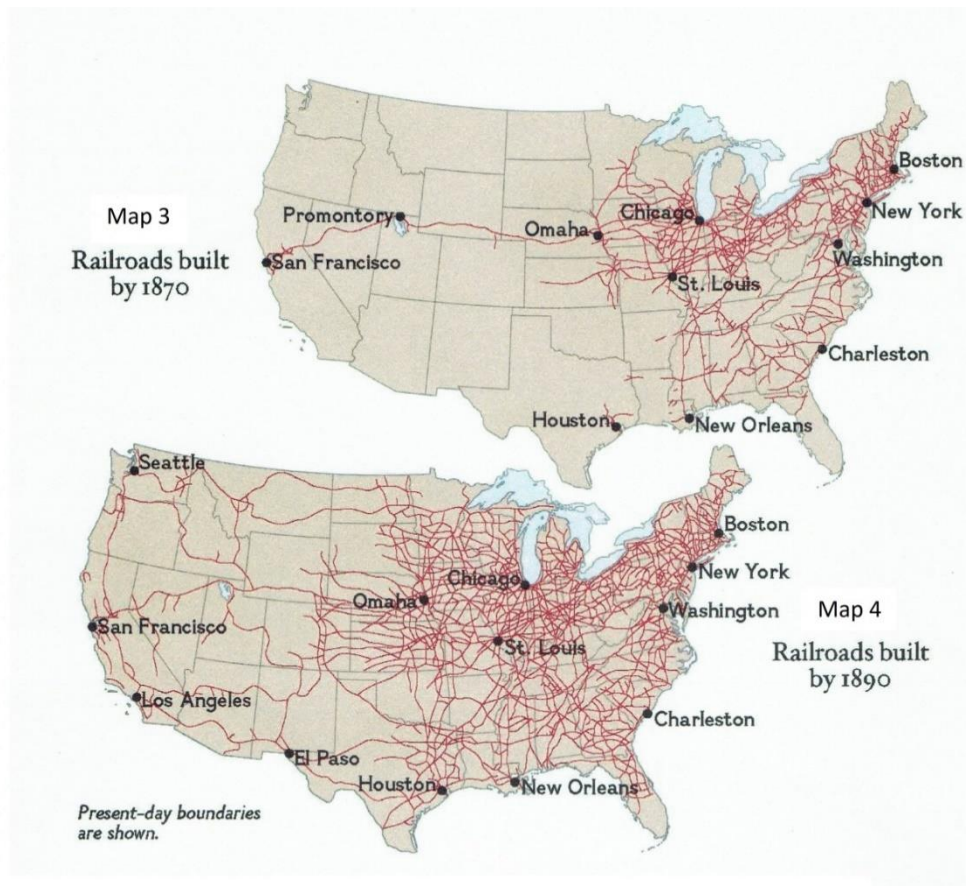 Boston
Promontory
Map 3
Chicago
New York
Omaha
Washington
Railroads built
by 1870
San Francisco
St. Louis
Charleston
Houston
New Orleans
Seattle
Boston
Chicago
New York
Omaha
Washington
Map 4
San Francisco
St. Louis
Railroads built
by 1890
Los Angeles
Charleston
El Paso
Houston
New Orleans
Present-day boundaries
are shown.